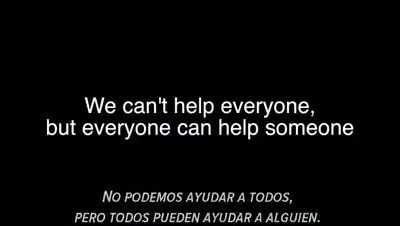 We can't help everyone,
but everyone can help someone
No podemos ayudar a todos,
pero todos pueden ayudar a alguien.